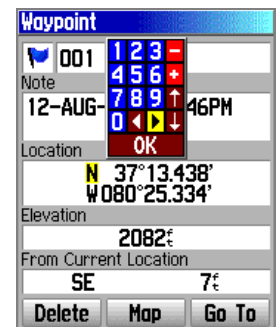 Waypoint
001
1 2 3 -
4 5 6 +
7 8 9 ↑
0 ↓
OK
Note
12-AUG- 46PM
Location
N 37°13.438'
W080°25.334'
Elevation
2082ft
From Current Location
SE 7ft
Delete Map Go To